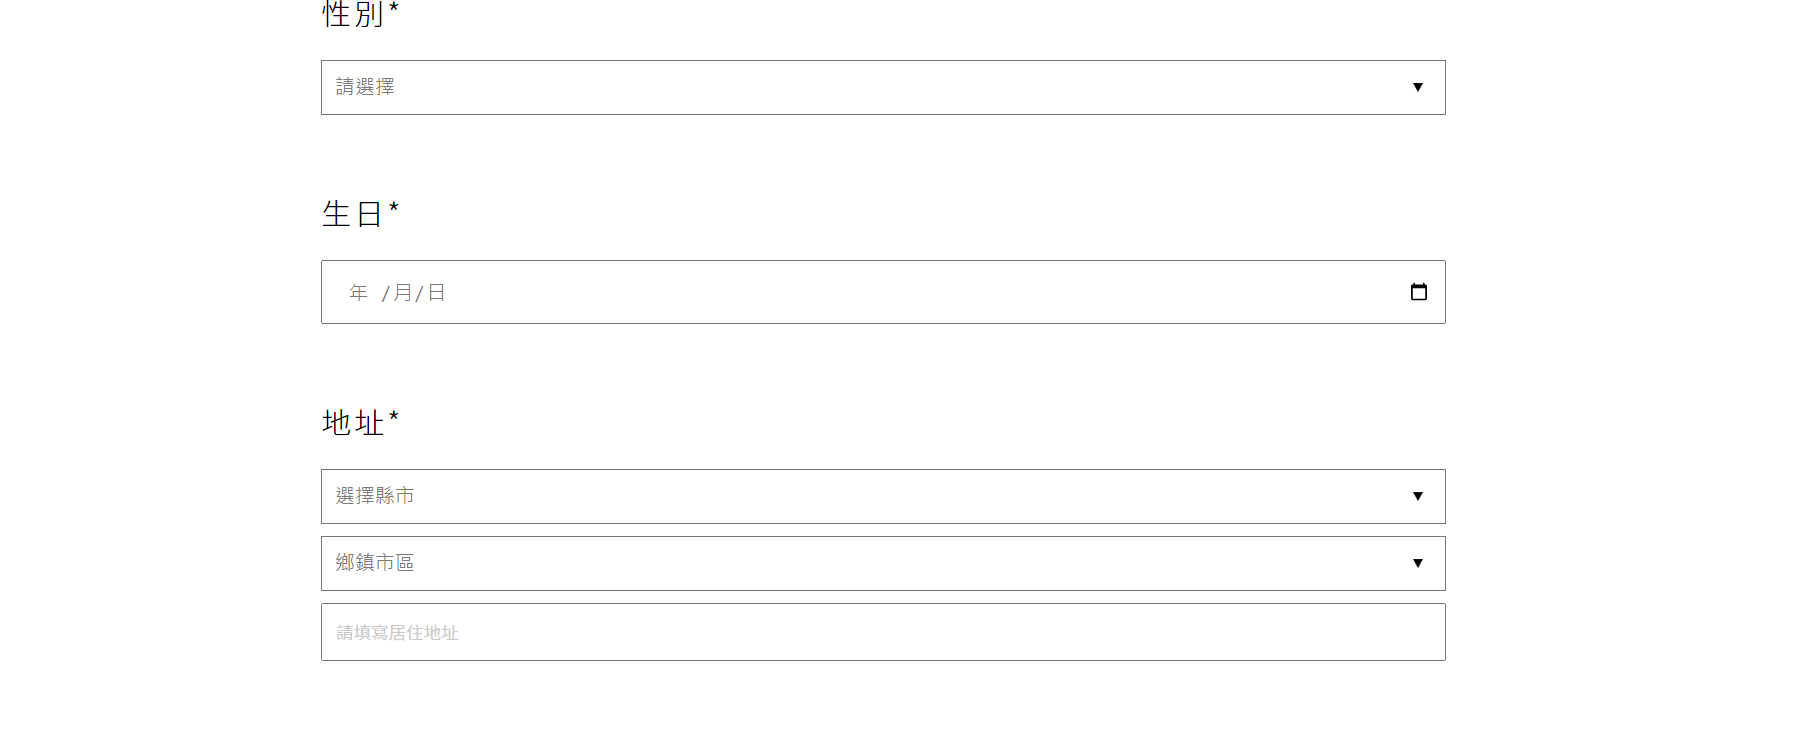 性別*
請選擇
生日*
年 /月/日
地址*
選擇縣市
鄉鎮市區
請填寫居住地址